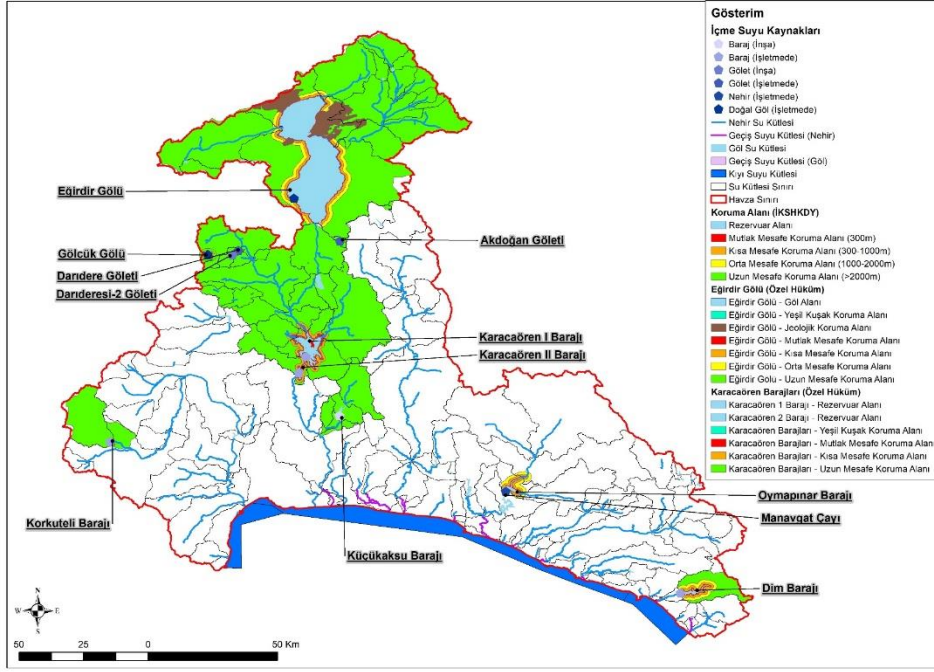 Eğirdir Gölü
Gölcük Gölü
Darıdere Göleti
Darıderesi-2 Göleti
Akdoğan Göleti
Karacaören I Barajı
Karacaören II Barajı
Korkuteli Barajı
Küçükaksu Barajı
Oymapınar Barajı
Manavgat Çayı
Dim Barajı
N
W E
S
50 25 0 50 Km
Gösterim
İçme Suyu Kaynakları
Baraj (İnşa)
Baraj (İşletmede)
Gölet (İnşa)
Gölet (İşletmede)
Nehir (İşletmede)
Doğal Göl (İşletmede)
Nehir Su Kütlesi
Geçiş Suyu Kütlesi (Nehir)
Göl Su Kütlesi
Geçiş Suyu Kütlesi (Göl)
Kıyı Suyu Kütlesi
Su Kütlesi Sınırı
Havza Sınırı
Koruma Alanı (İKSHKDY)
Rezervuar Alanı
Mutlak Mesafe Koruma Alanı (300m)
Kısa Mesafe Koruma Alanı (300-1000m)
Orta Mesafe Koruma Alanı (1000-2000m)
Uzun Mesafe Koruma Alanı (>2000m)
Eğirdir Gölü (Özel Hüküm)
Eğirdir Gölü - Göl Alanı
Eğirdir Gölü - Yeşil Kuşak Koruma Alanı
Eğirdir Gölü - Jeolojik Koruma Alanı
Eğirdir Gölü - Mutlak Mesafe Koruma Alanı
Eğirdir Gölü - Kısa Mesafe Koruma Alanı
Eğirdir Gölü - Orta Mesafe Koruma Alanı
Eğirdir Gölü - Uzun Mesafe Koruma Alanı
Karacaören Barajları (Özel Hüküm)
Karacaören 1 Barajı - Rezervuar Alanı
Karacaören 2 Barajı - Rezervuar Alanı
Karacaören Barajları - Yeşil Kuşak Koruma Alanı
Karacaören Barajları - Mutlak Mesafe Koruma Alanı
Karacaören Barajları - Kısa Mesafe Koruma Alanı
Karacaören Barajları - Uzun Mesafe Koruma Alanı